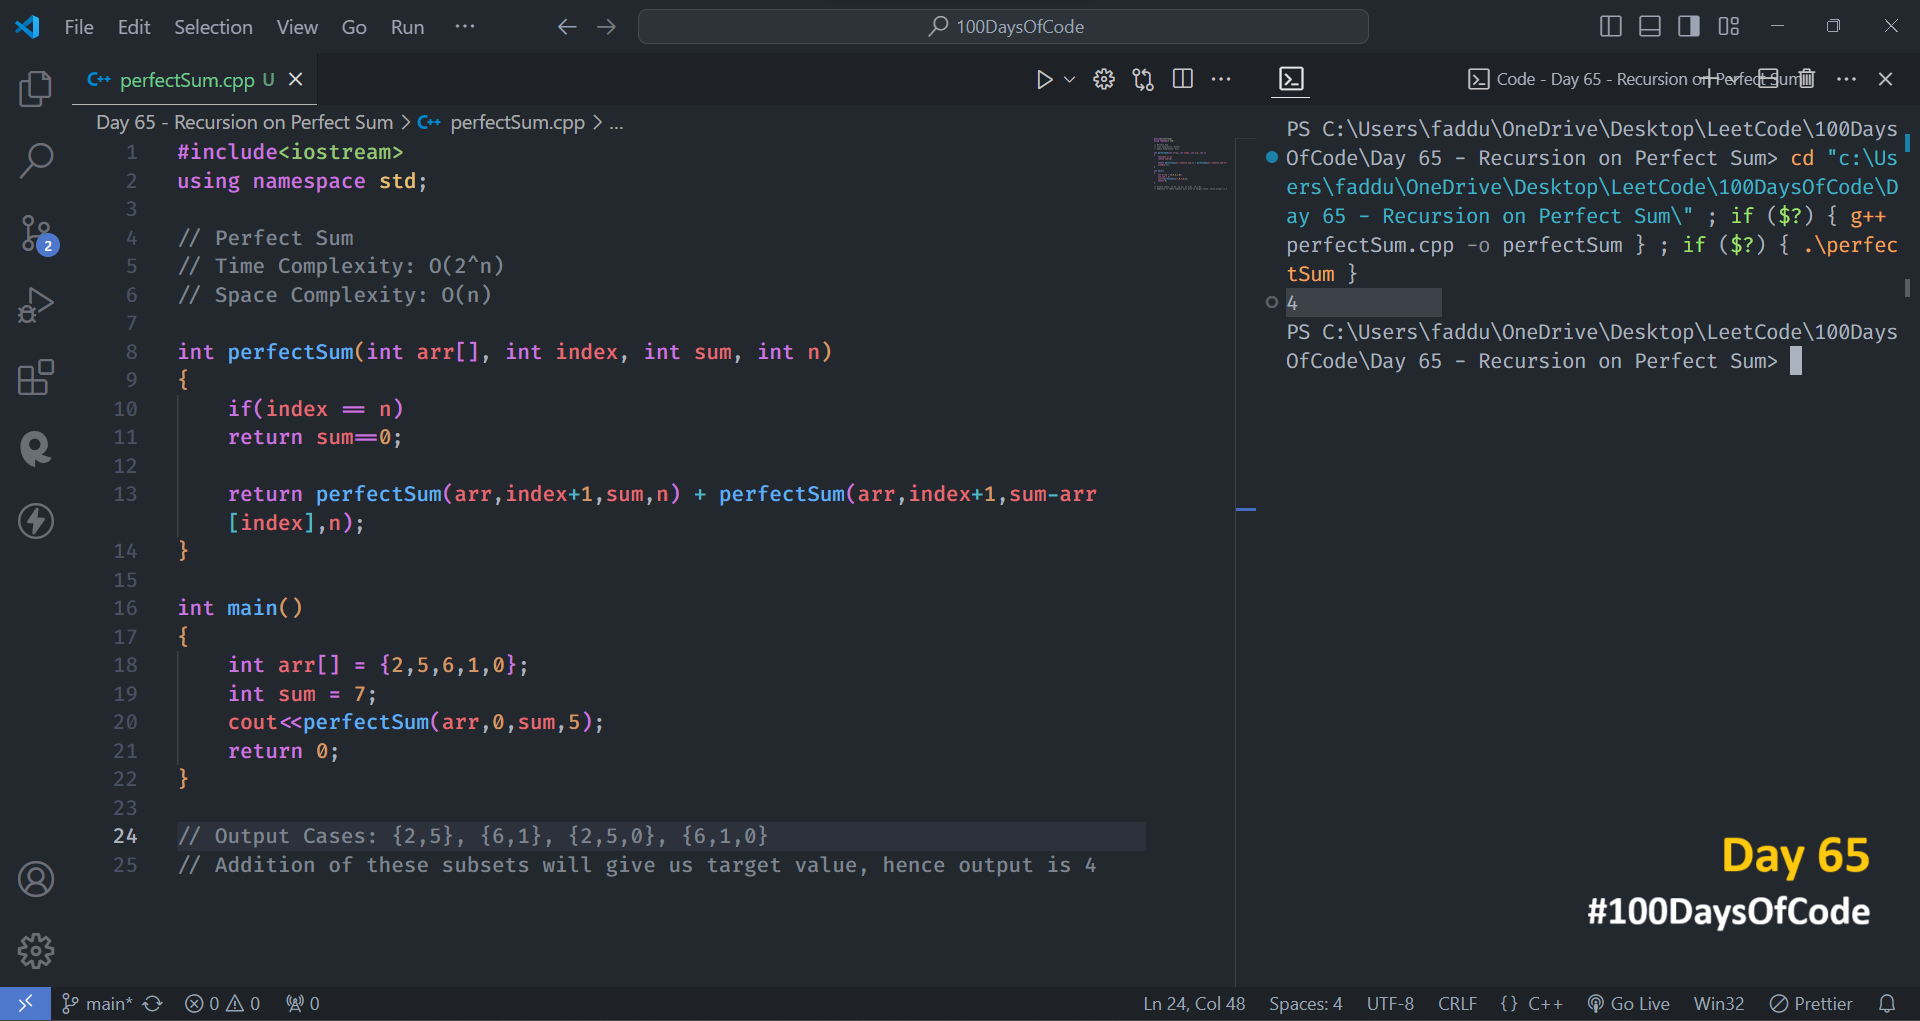 File Edit Selection View Go Run ··· ← → 100DaysOfCode
C++ perfectSum.cpp U
Code - Day 65 - Recursion on Perfect Sum
Day 65 - Recursion on Perfect Sum > C++ perfectSum.cpp > ...
1 #include<iostream>
2 using namespace std;
3
4 // Perfect Sum
5 // Time Complexity: O(2^n)
6 // Space Complexity: O(n)
7
8 int perfectSum(int arr[], int index, int sum, int n)
9 {
10 if(index == n)
11 return sum==0;
12
13 return perfectSum(arr,index+1,sum,n) + perfectSum(arr,index+1,sum-arr
[index],n);
14 }
15
16 int main()
17 {
18 int arr[] = {2,5,6,1,0};
19 int sum = 7;
20 cout<<perfectSum(arr,0,sum,5);
21 return 0;
22 }
23
24 // Output Cases: {2,5}, {6,1}, {2,5,0}, {6,1,0}
25 // Addition of these subsets will give us target value, hence output is 4
PS C:\Users\faddu\OneDrive\Desktop\LeetCode\100Days
OfCode\Day 65 - Recursion on Perfect Sum> cd "c:\Us
ers\faddu\OneDrive\Desktop\LeetCode\100DaysOfCode\D
ay 65 - Recursion on Perfect Sum\" ; if ($?) { g++
perfectSum.cpp -o perfectSum } ; if ($?) { .\perfec
tSum }
4
PS C:\Users\faddu\OneDrive\Desktop\LeetCode\100Days
OfCode\Day 65 - Recursion on Perfect Sum>
2
Day 65
#100DaysOfCode
main* 0 0 0 Ln 24, Col 48 Spaces: 4 UTF-8 CRLF {} C++ Go Live Win32 Prettier